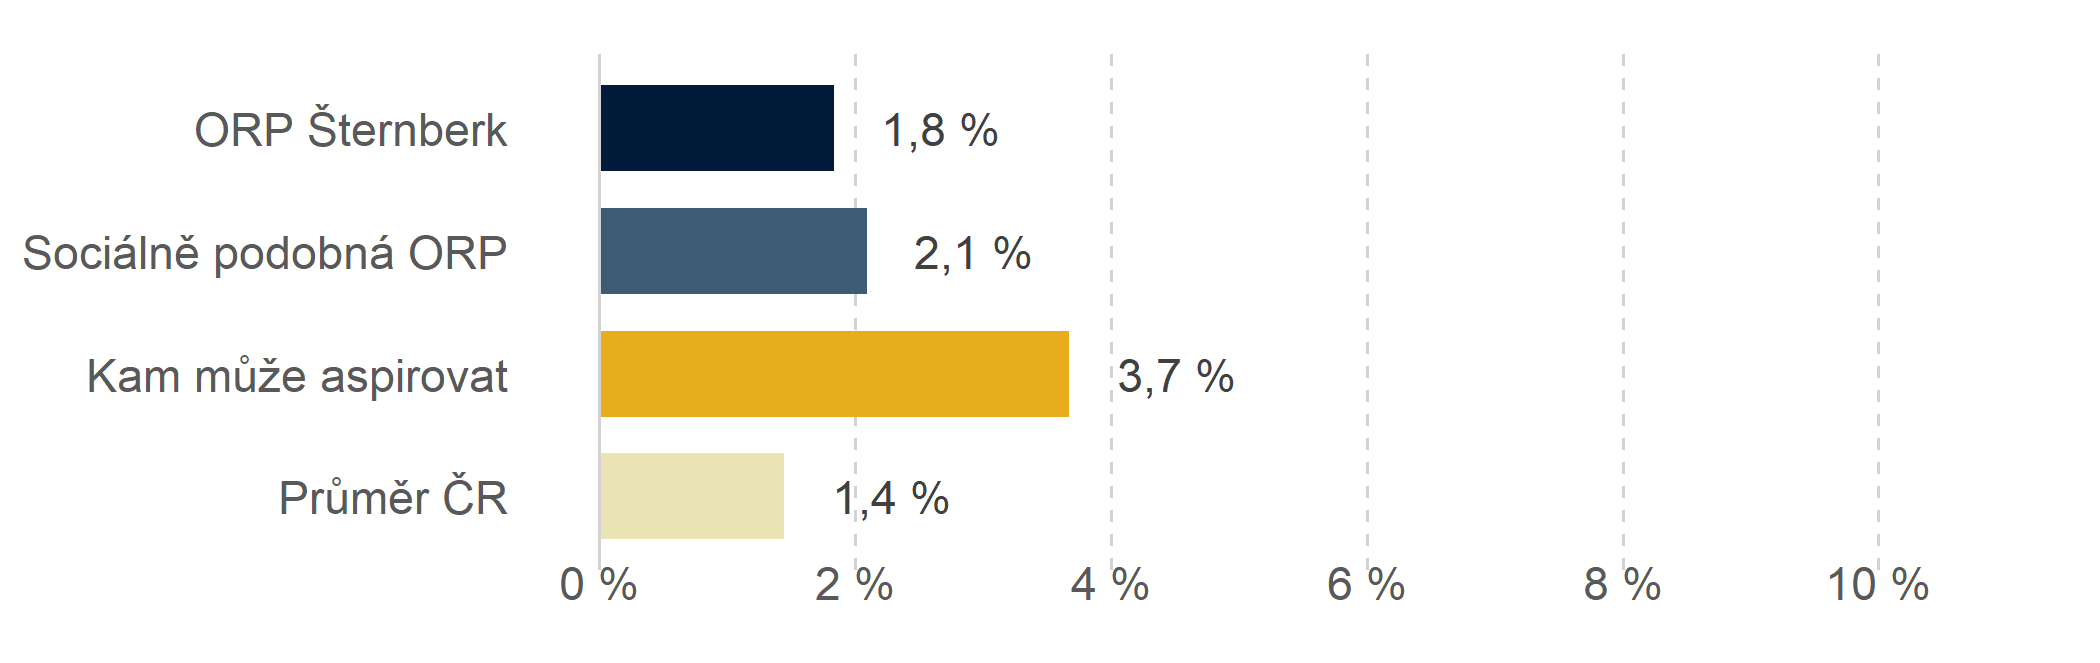 ORP Šternberk 1,8 %
Sociálně podobná ORP 2,1 %
Kam může aspirovat 3,7 %
Průměr ČR 1,4 %
0 % 2 % 4 % 6 % 8 % 10 %